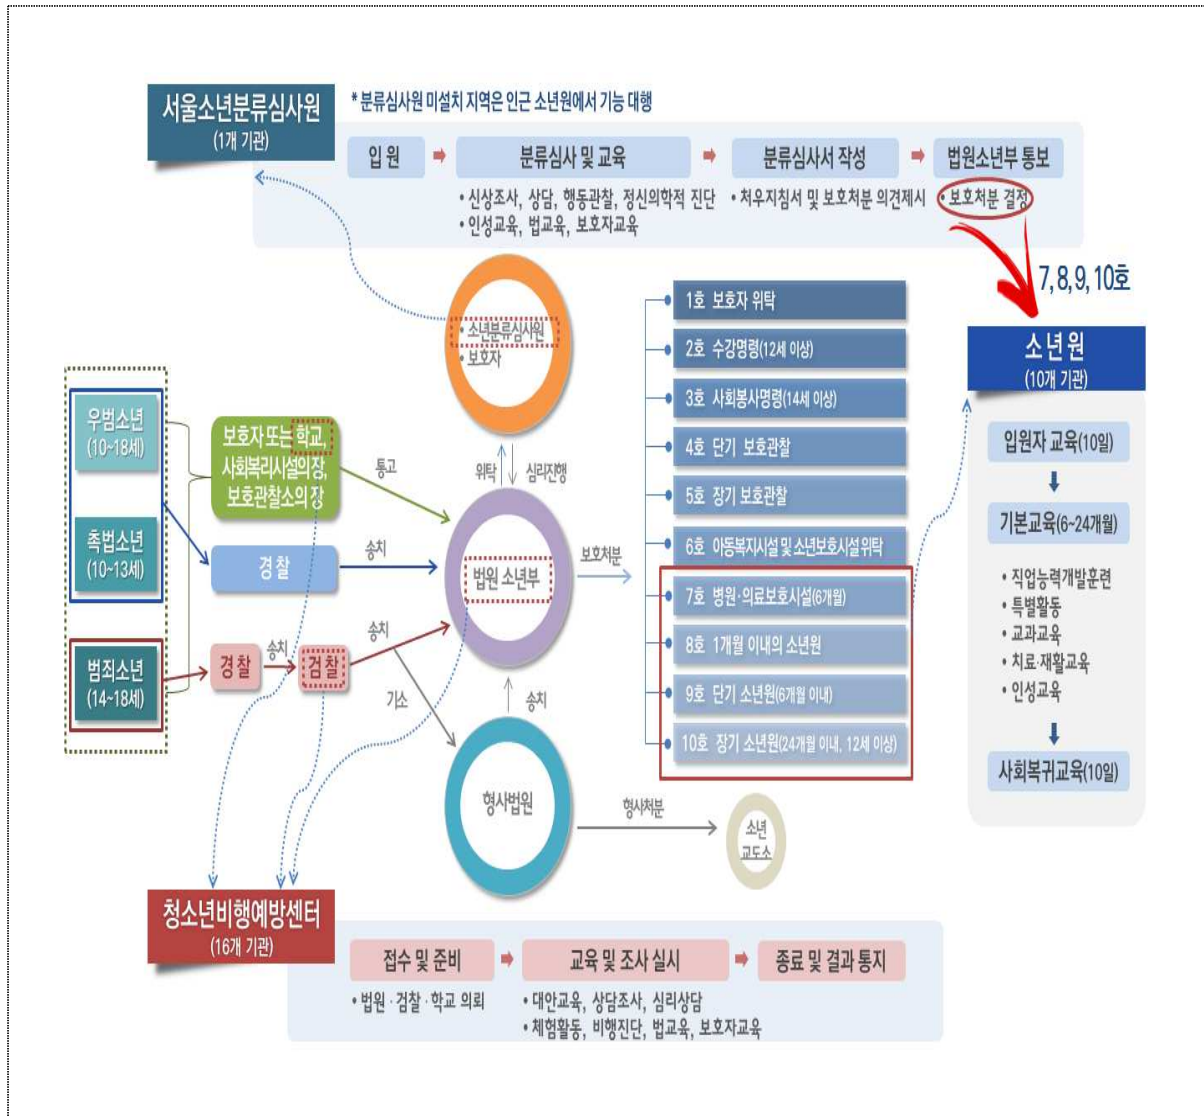 서울소년분류심사원
(1개 기관)
* 분류심사원 미설치 지역은 인근 소년원에서 기능 대행
입 원
분류심사 및 교육
• 신상조사, 상담, 행동관찰, 정신의학적 진단
• 인성교육, 법교육, 보호자교육
분류심사서 작성
• 처우지침서 및 보호처분 의견제시
법원소년부 통보
• 보호처분 결정
7, 8, 9, 10호
• 소년분류심사원
• 보호자
우범소년
(10~18세)
촉법소년
(10~13세)
범죄소년
(14~18세)
보호자 또는 학교,
사회복리시설의 장,
보호관찰소의 장
통고
경 찰
송치
경 찰
송치
검 찰
송치
기소
위탁
심리진행
법원 소년부
보호처분
송치
형사법원
형사처분
소년
교도소
1호 보호자 위탁
2호 수강명령(12세 이상)
3호 사회봉사명령(14세 이상)
4호 단기 보호관찰
5호 장기 보호관찰
6호 아동복지시설 및 소년보호시설 위탁
7호 병원·의료보호시설(6개월)
8호 1개월 이내의 소년원
9호 단기 소년원(6개월 이내)
10호 장기 소년원(24개월 이내, 12세 이상)
소 년 원
(10개 기관)
입원자 교육(10일)
기본교육(6~24개월)
• 직업능력개발훈련
• 특별활동
• 교과교육
• 치료·재활교육
• 인성교육
사회복귀교육(10일)
청소년비행예방센터
(16개 기관)
접수 및 준비
• 법원 · 검찰 · 학교 의뢰
교육 및 조사 실시
• 대안교육, 상담조사, 심리상담
• 체험활동, 비행진단, 법교육, 보호자교육
종료 및 결과 통지